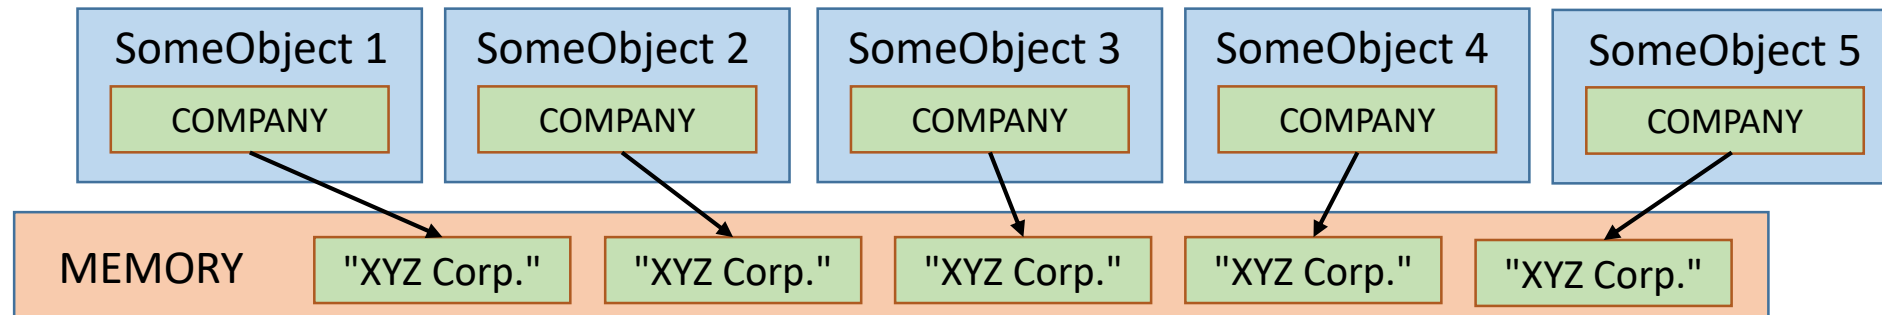 SomeObject 1
COMPANY
SomeObject 2
COMPANY
SomeObject 3
COMPANY
SomeObject 4
COMPANY
SomeObject 5
COMPANY
MEMORY
"XYZ Corp."
"XYZ Corp."
"XYZ Corp."
"XYZ Corp."
"XYZ Corp."